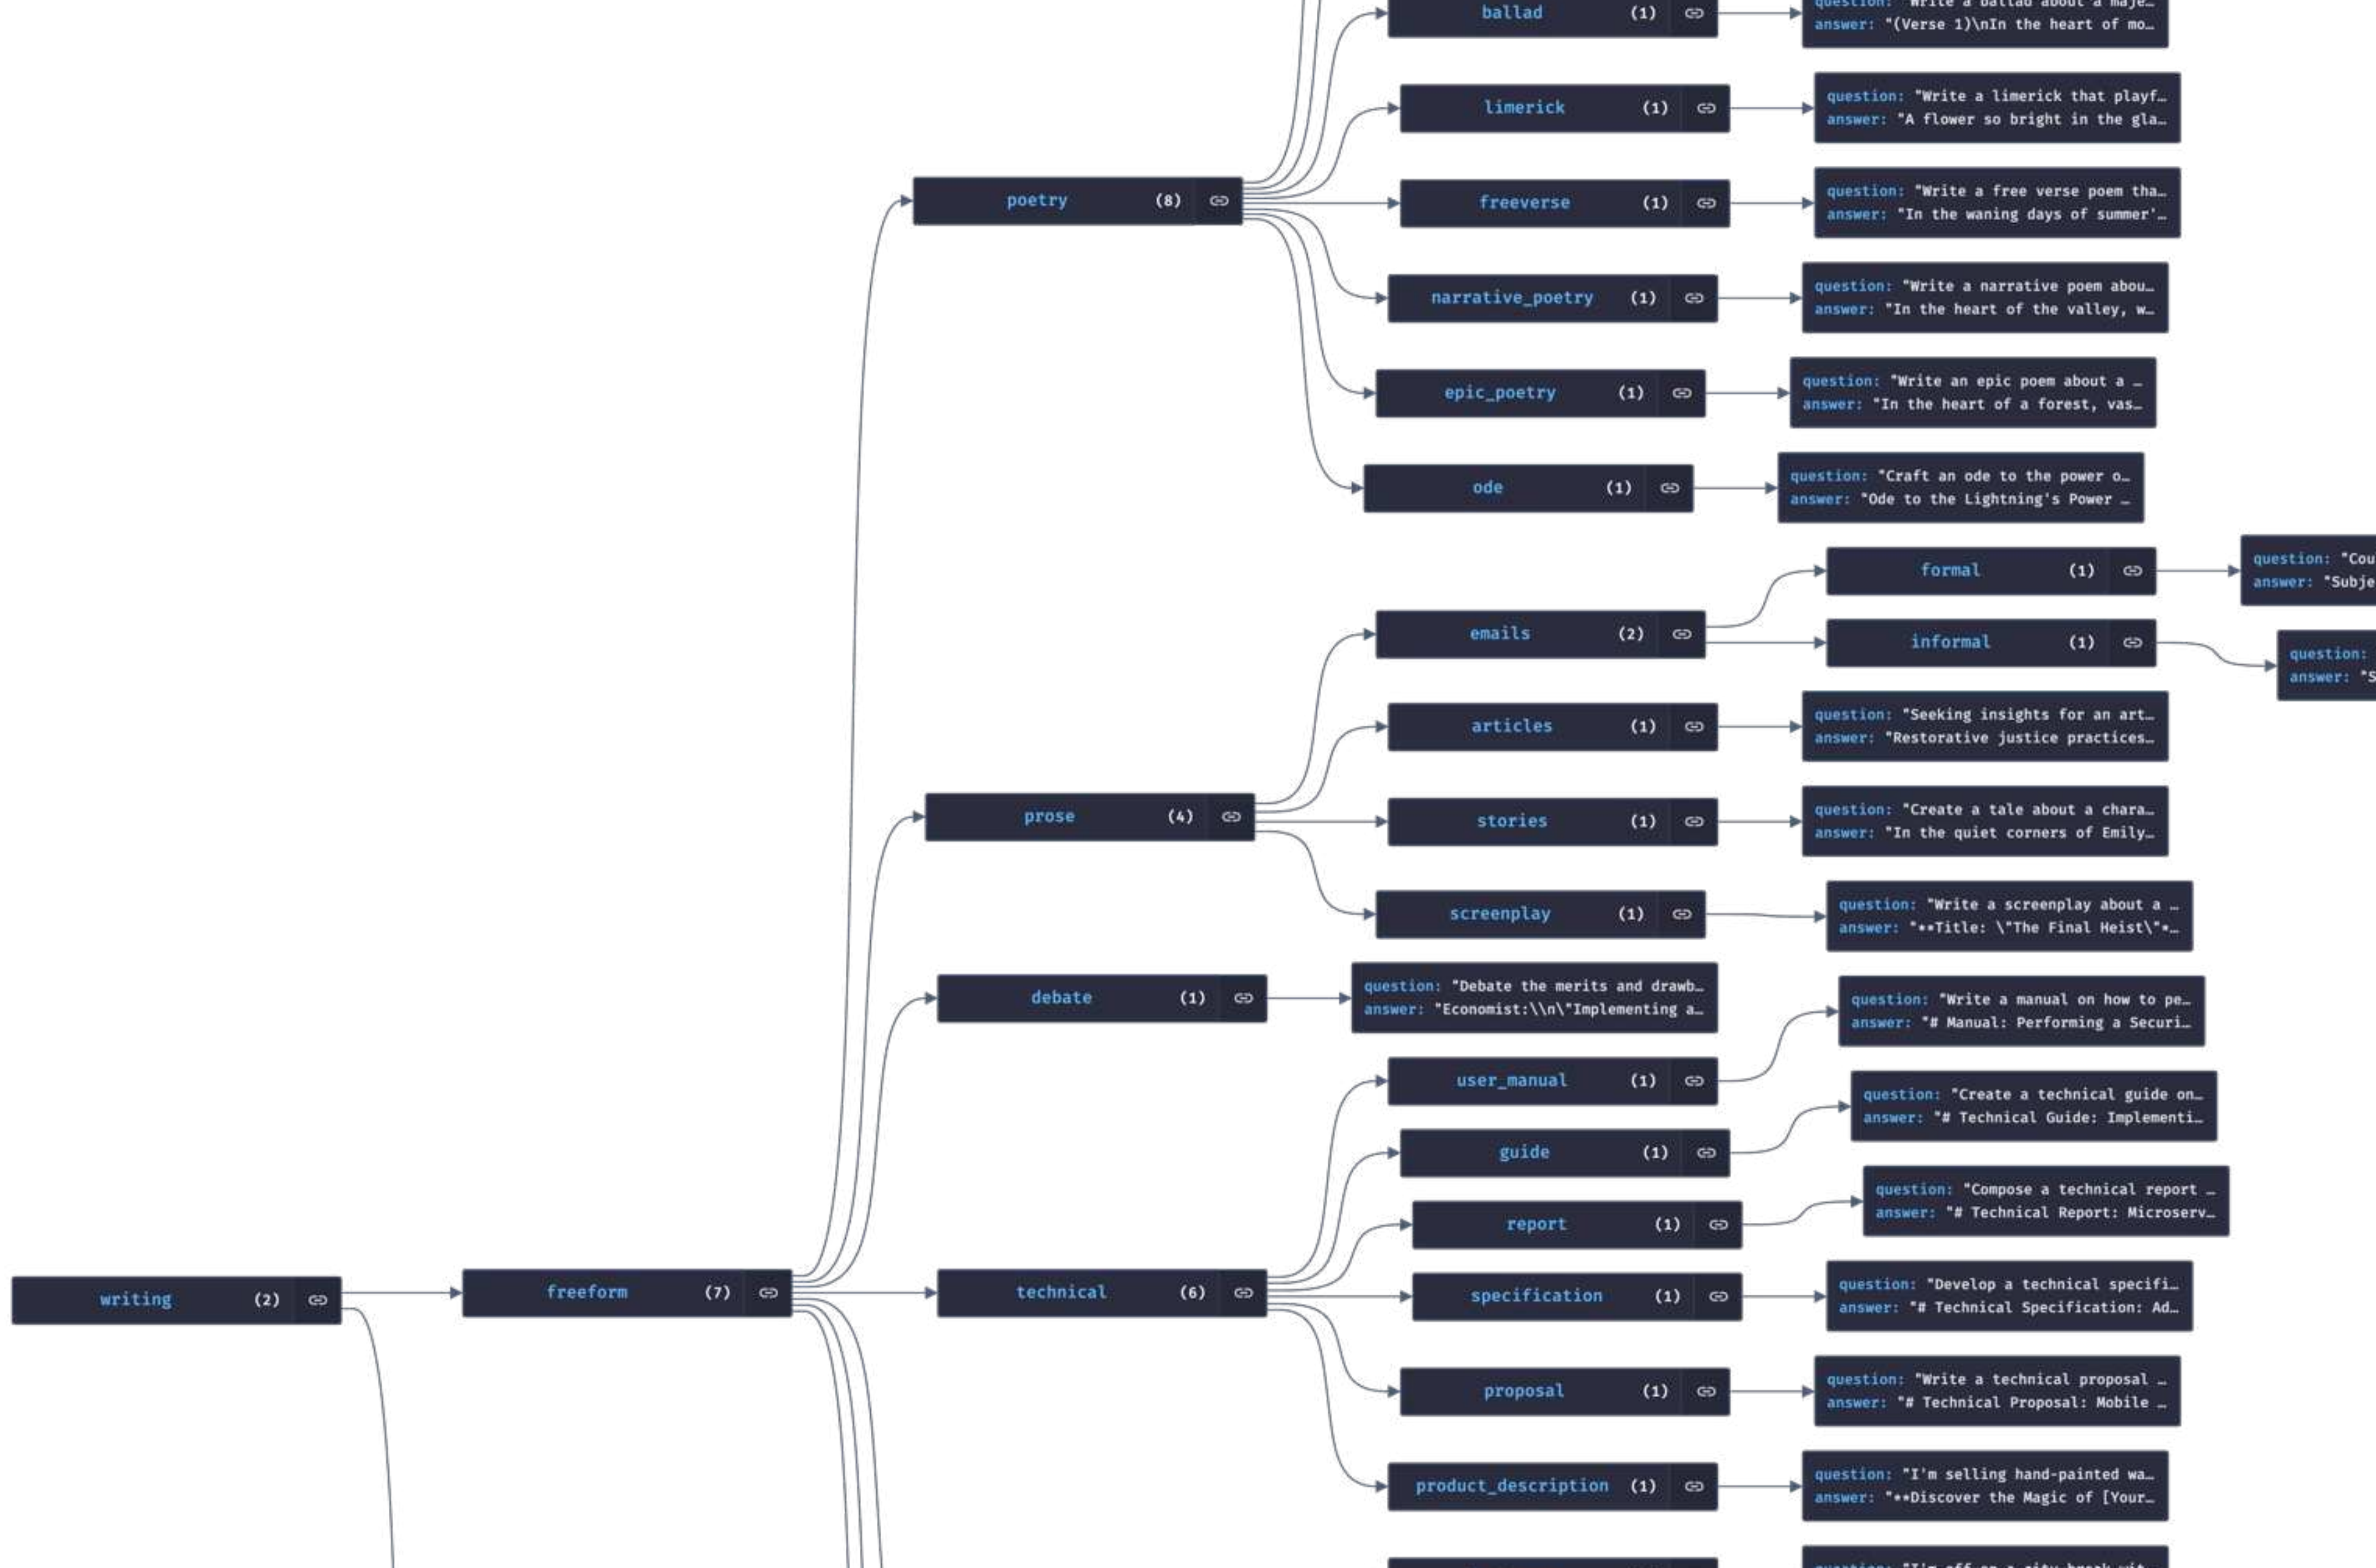 ballad (1)
question: "Write a ballad about a maje…
answer: "(Verse 1)\nIn the heart of mo…
limerick (1)
question: "Write a limerick that playf…
answer: "A flower so bright in the gla…
poetry (8)
freeverse (1)
question: "Write a free verse poem tha…
answer: "In the waning days of summer'…
narrative_poetry (1)
question: "Write a narrative poem abou…
answer: "In the heart of the valley, w…
epic_poetry (1)
question: "Write an epic poem about a …
answer: "In the heart of a forest, vas…
ode (1)
question: "Craft an ode to the power o…
answer: "Ode to the Lightning's Power …
formal (1)
question: "Cou
answer: "Subje
emails (2)
informal (1)
question:
answer: "S
articles (1)
question: "Seeking insights for an art…
answer: "Restorative justice practices…
prose (4)
stories (1)
question: "Create a tale about a chara…
answer: "In the quiet corners of Emily…
screenplay (1)
question: "Write a screenplay about a …
answer: "**Title: \"The Final Heist\"*…
debate (1)
question: "Debate the merits and drawb…
answer: "Economist:\\n\"Implementing a…
question: "Write a manual on how to pe…
answer: "# Manual: Performing a Securi…
user_manual (1)
question: "Create a technical guide on…
answer: "# Technical Guide: Implementi…
guide (1)
question: "Compose a technical report …
answer: "# Technical Report: Microserv…
report (1)
writing (2)
freeform (7)
technical (6)
specification (1)
question: "Develop a technical specifi…
answer: "# Technical Specification: Ad…
proposal (1)
question: "Write a technical proposal …
answer: "# Technical Proposal: Mobile …
product_description (1)
question: "I'm selling hand-painted wa…
answer: "**Discover the Magic of [Your…
question: "I'm off on a city break wit…